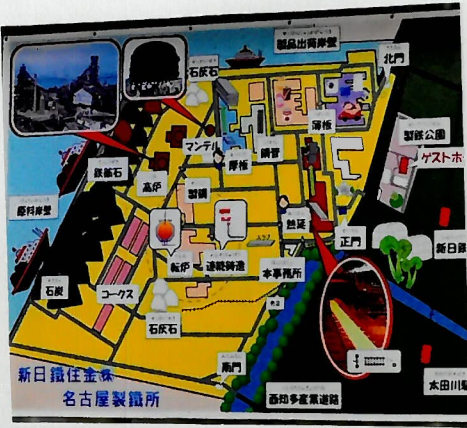 製品出荷岸壁
北門
石灰石
薄板
製鉄公園
マンテル
厚板
鋼管
ゲストホ
鉄鉱石
高炉
製鋼
原料岸壁
熱延
正門
新日鉄
転炉
連続鋳造
本事務所
石炭
コークス
石灰石
南門
新日鐵住金㈱
名古屋製鐵所
西知多産業道路
太田川駅